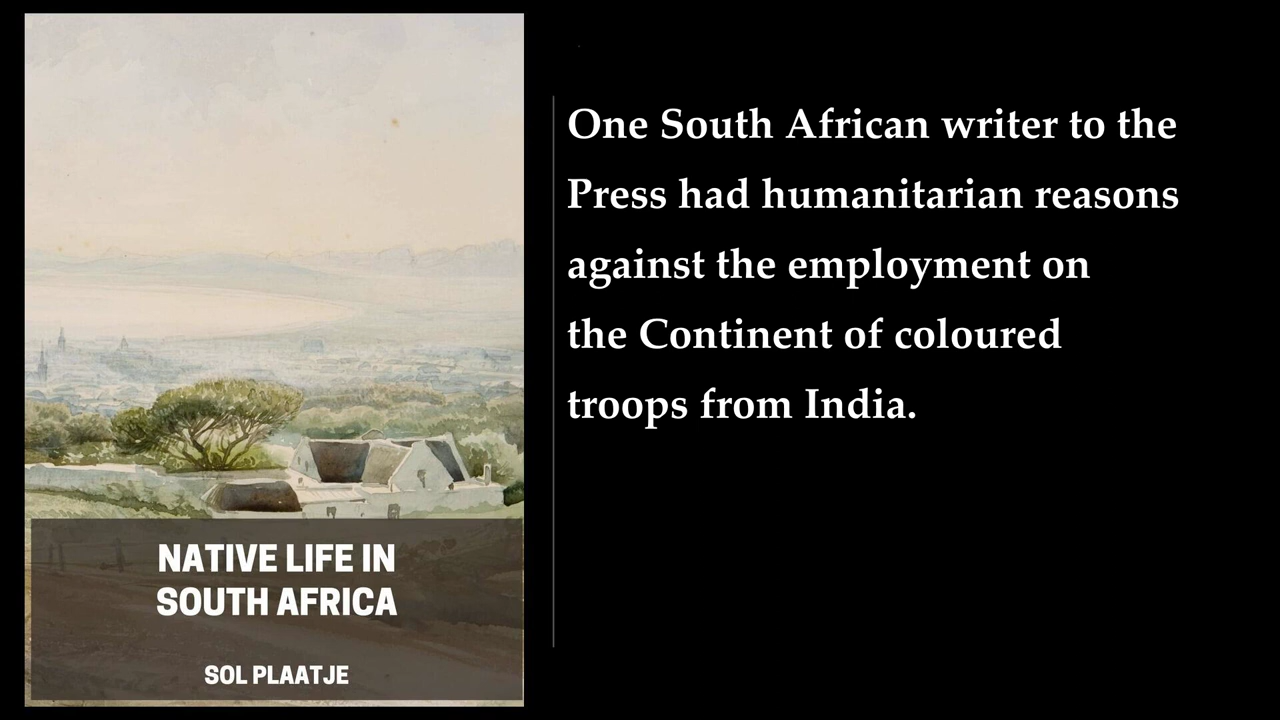 NATIVE LIFE IN
SOUTH AFRICA
SOL PLAATJE
One South African writer to the
Press had humanitarian reasons
against the employment on
the Continent of coloured
troops from India.